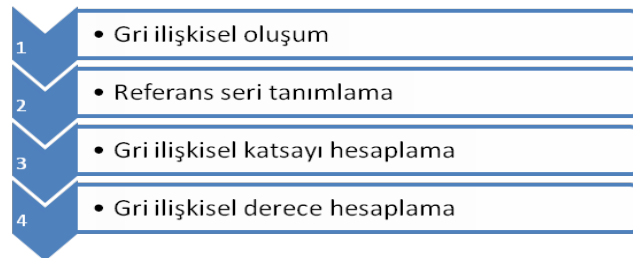 1 • Gri ilişkisel oluşum
2 • Referans seri tanımlama
3 • Gri ilişkisel katsayı hesaplama
4 • Gri ilişkisel derece hesaplama